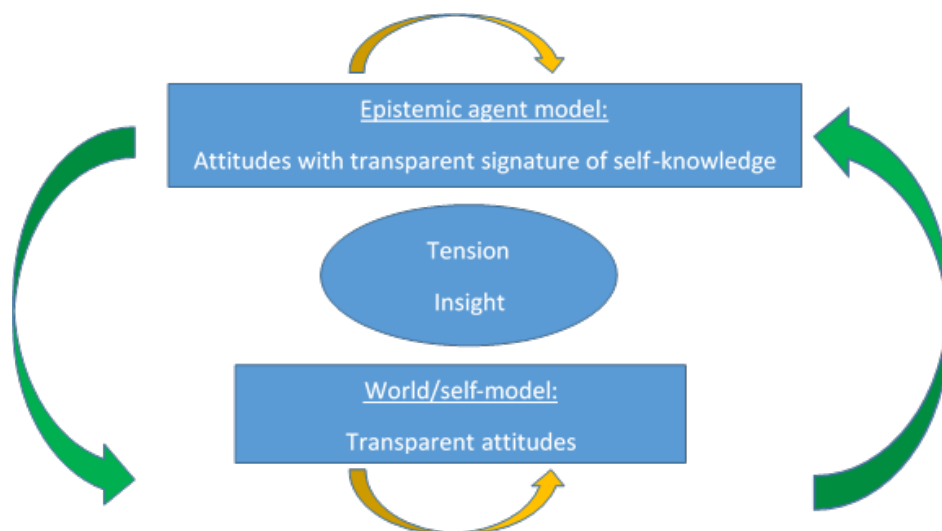 Epistemic agent model:
Attitudes with transparent signature of self-knowledge
Tension
Insight
World/self-model:
Transparent attitudes